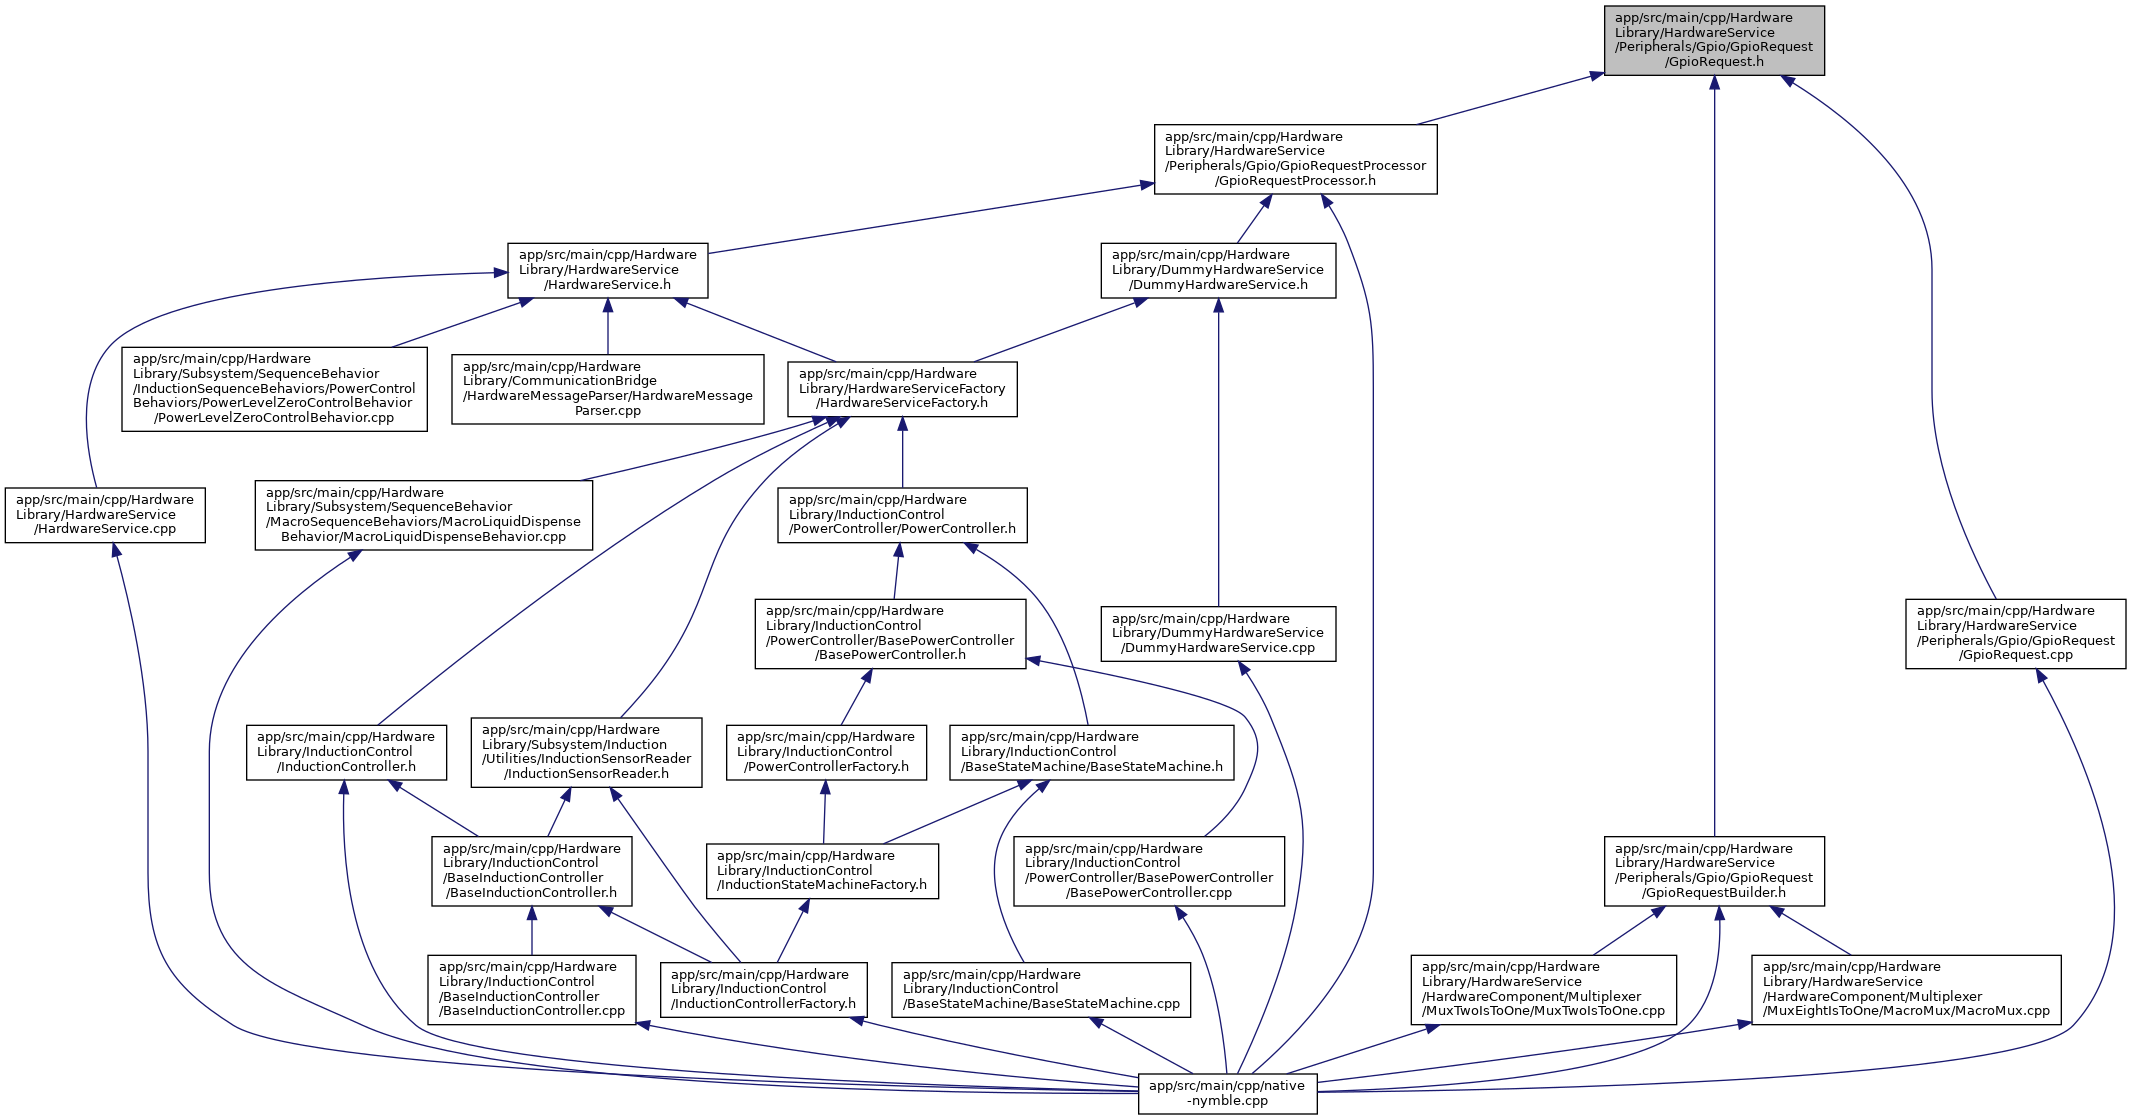 app/src/main/cpp/Hardware
Library/HardwareService
/Peripherals/Gpio/GpioRequest
/GpioRequest.h
app/src/main/cpp/Hardware
Library/HardwareService
/Peripherals/Gpio/GpioRequestProcessor
/GpioRequestProcessor.h
app/src/main/cpp/Hardware
Library/HardwareService
/HardwareService.h
app/src/main/cpp/Hardware
Library/DummyHardwareService
/DummyHardwareService.h
app/src/main/cpp/Hardware
Library/Subsystem/SequenceBehavior
/InductionSequenceBehaviors/PowerControl
Behaviors/PowerLevelZeroControlBehavior
/PowerLevelZeroControlBehavior.cpp
app/src/main/cpp/Hardware
Library/CommunicationBridge
/HardwareMessageParser/HardwareMessage
Parser.cpp
app/src/main/cpp/Hardware
Library/HardwareServiceFactory
/HardwareServiceFactory.h
app/src/main/cpp/Hardware
Library/HardwareService
/HardwareService.cpp
app/src/main/cpp/Hardware
Library/Subsystem/SequenceBehavior
/MacroSequenceBehaviors/MacroLiquidDispense
Behavior/MacroLiquidDispenseBehavior.cpp
app/src/main/cpp/Hardware
Library/InductionControl
/PowerController/PowerController.h
app/src/main/cpp/Hardware
Library/InductionControl
/PowerController/BasePowerController
/BasePowerController.h
app/src/main/cpp/Hardware
Library/DummyHardwareService
/DummyHardwareService.cpp
app/src/main/cpp/Hardware
Library/HardwareService
/Peripherals/Gpio/GpioRequest
/GpioRequest.cpp
app/src/main/cpp/Hardware
Library/InductionControl
/InductionController.h
app/src/main/cpp/Hardware
Library/Subsystem/Induction
/Utilities/InductionSensorReader
/InductionSensorReader.h
app/src/main/cpp/Hardware
Library/InductionControl
/PowerControllerFactory.h
app/src/main/cpp/Hardware
Library/InductionControl
/BaseStateMachine/BaseStateMachine.h
app/src/main/cpp/Hardware
Library/InductionControl
/BaseInductionController
/BaseInductionController.h
app/src/main/cpp/Hardware
Library/InductionControl
/InductionStateMachineFactory.h
app/src/main/cpp/Hardware
Library/InductionControl
/PowerController/BasePowerController
/BasePowerController.cpp
app/src/main/cpp/Hardware
Library/HardwareService
/Peripherals/Gpio/GpioRequest
/GpioRequestBuilder.h
app/src/main/cpp/Hardware
Library/InductionControl
/BaseInductionController
/BaseInductionController.cpp
app/src/main/cpp/Hardware
Library/InductionControl
/InductionControllerFactory.h
app/src/main/cpp/Hardware
Library/InductionControl
/BaseStateMachine/BaseStateMachine.cpp
app/src/main/cpp/Hardware
Library/HardwareService
/HardwareComponent/Multiplexer
/MuxTwoIsToOne/MuxTwoIsToOne.cpp
app/src/main/cpp/Hardware
Library/HardwareService
/HardwareComponent/Multiplexer
/MuxEightIsToOne/MacroMux/MacroMux.cpp
app/src/main/cpp/native
-nymble.cpp